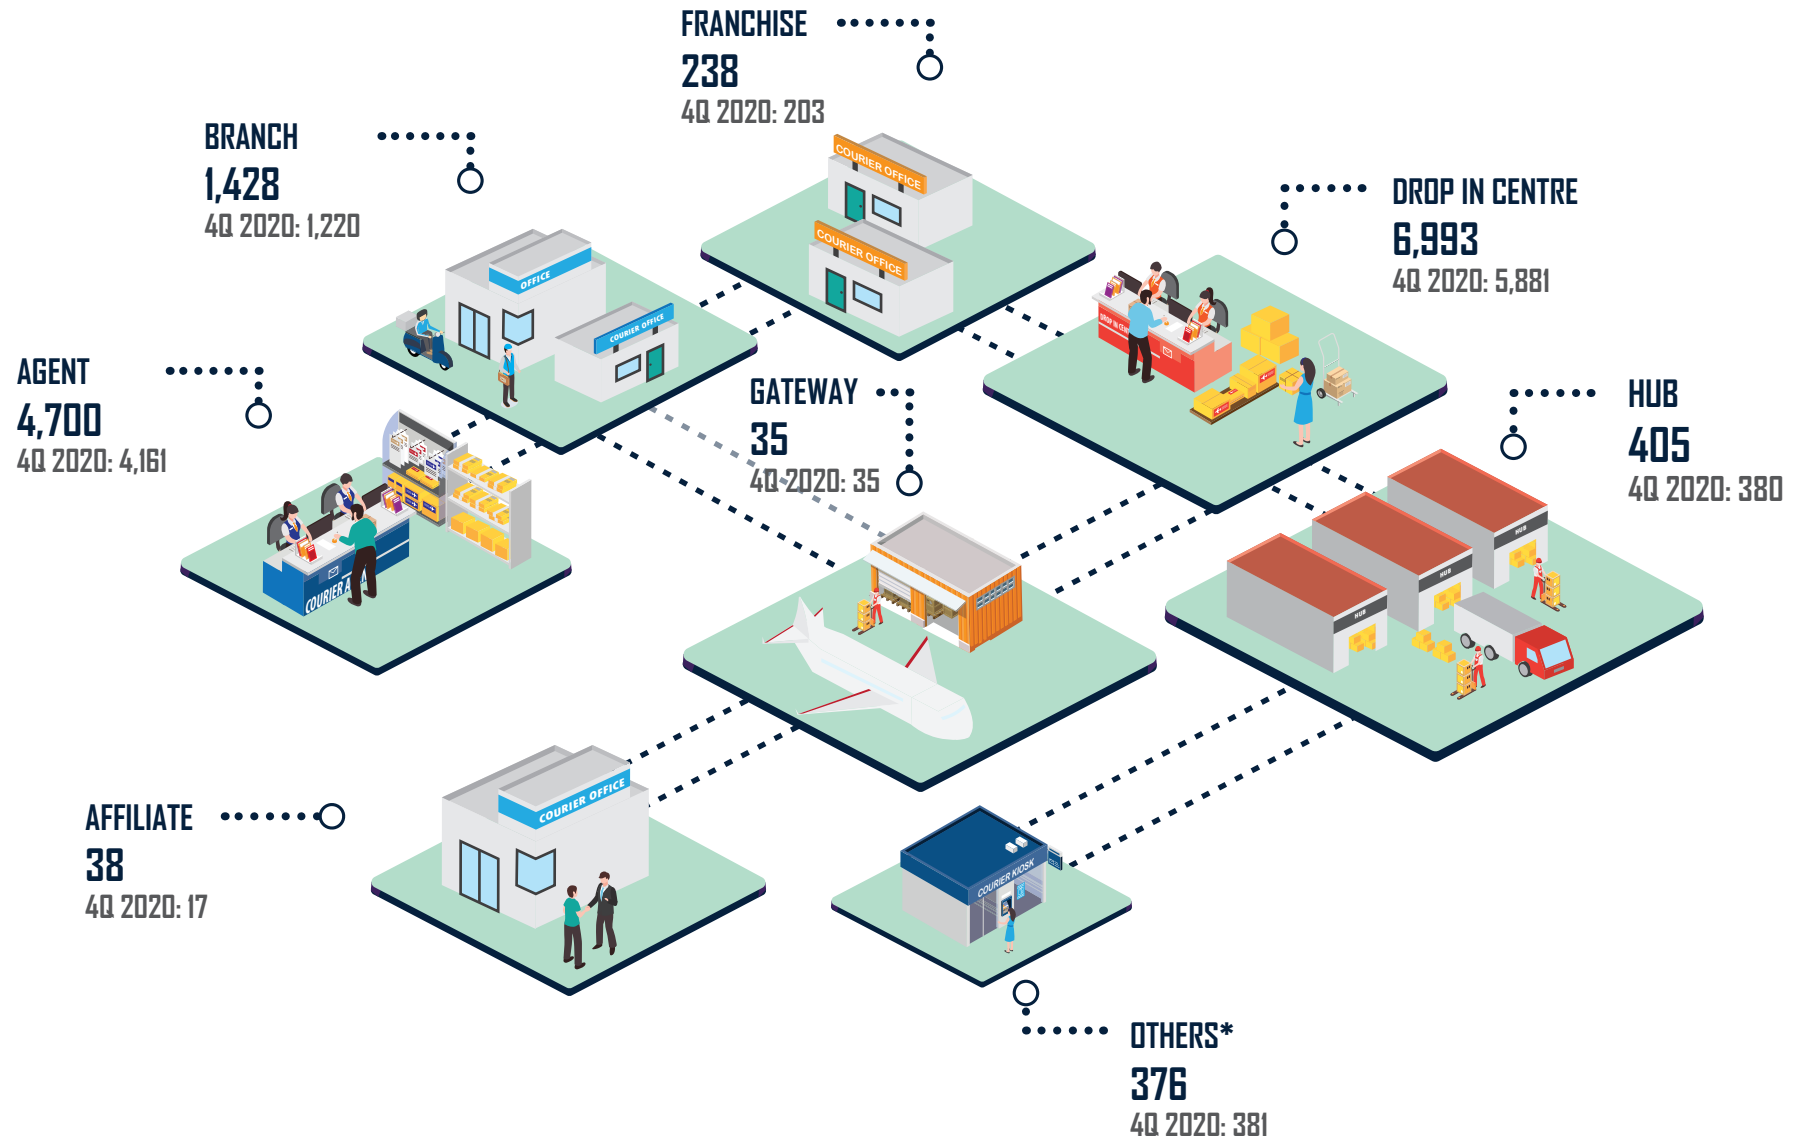 FRANCHISE
238
4Q 2020: 203
BRANCH
1,428
4Q 2020: 1,220
DROP IN CENTRE
6,993
4Q 2020: 5,881
AGENT
4,700
4Q 2020: 4,161
GATEWAY
35
4Q 2020: 35
HUB
405
4Q 2020: 380
AFFILIATE
38
4Q 2020: 17
OTHERS*
376
4Q 2020: 381
COURIER OFFICE
COURIER OFFICE
OFFICE
COURIER OFFICE
DROP IN
COURIER
HUB
HUB
HUB
COURIER OFFICE
COURIER KIOSK